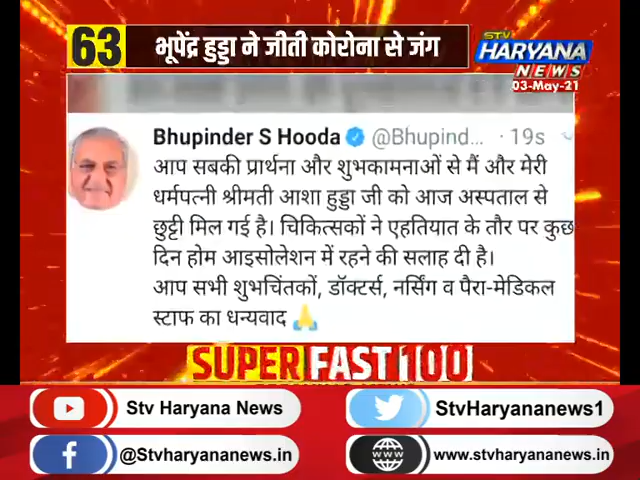 63
भूपेंद्र हुड्डा ने जीती कोरोना से जंग
STV
HARYANA
NEWS
03-May-21
Bhupinder S Hooda @Bhupind... · 19s
आप सबकी प्रार्थना और शुभकामनाओं से मैं और मेरी
धर्मपत्नी श्रीमती आशा हुड्डा जी को आज अस्पताल से
छुट्टी मिल गई है। चिकित्सकों ने एहतियात के तौर पर कुछ
दिन होम आइसोलेशन में रहने की सलाह दी है।
आप सभी शुभचिंतकों, डॉक्टर्स, नर्सिंग व पैरा-मेडिकल
स्टाफ का धन्यवाद 🙏
SUPER FAST 100
Stv Haryana News
StvHaryananews1
@Stvharyananews.in
www.stvharyananews.in